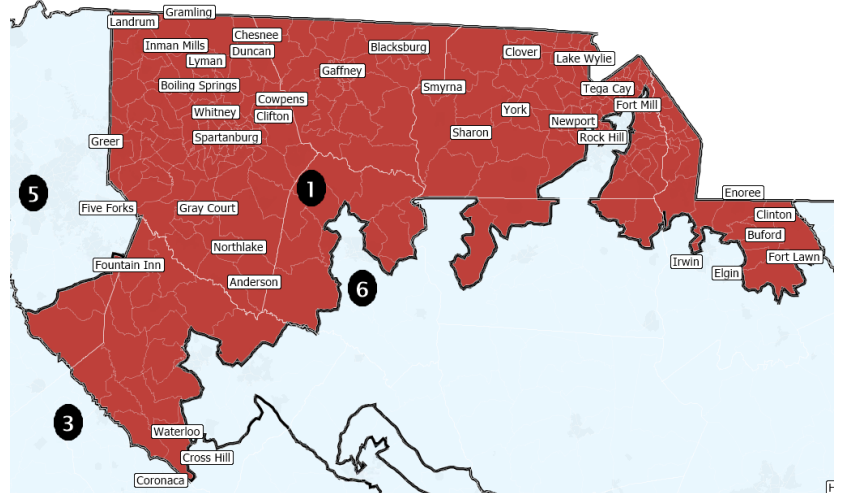 Gramling
Landrum
Chesnee
Inman Mills
Duncan
Blacksburg
Clover
Lyman
Lake Wylie
Gaffney
Boiling Springs
Smyrna
Tega Cay
Cowpens
Fort Mill
Whitney
Clifton
York
Newport
Spartanburg
Sharon
Rock Hill
Greer
5
1
Enoree
Five Forks
Gray Court
Clinton
Buford
Northlake
Fountain Inn
Fort Lawn
Irwin
Elgin
Anderson
6
3
Waterloo
Cross Hill
Coronaca
H